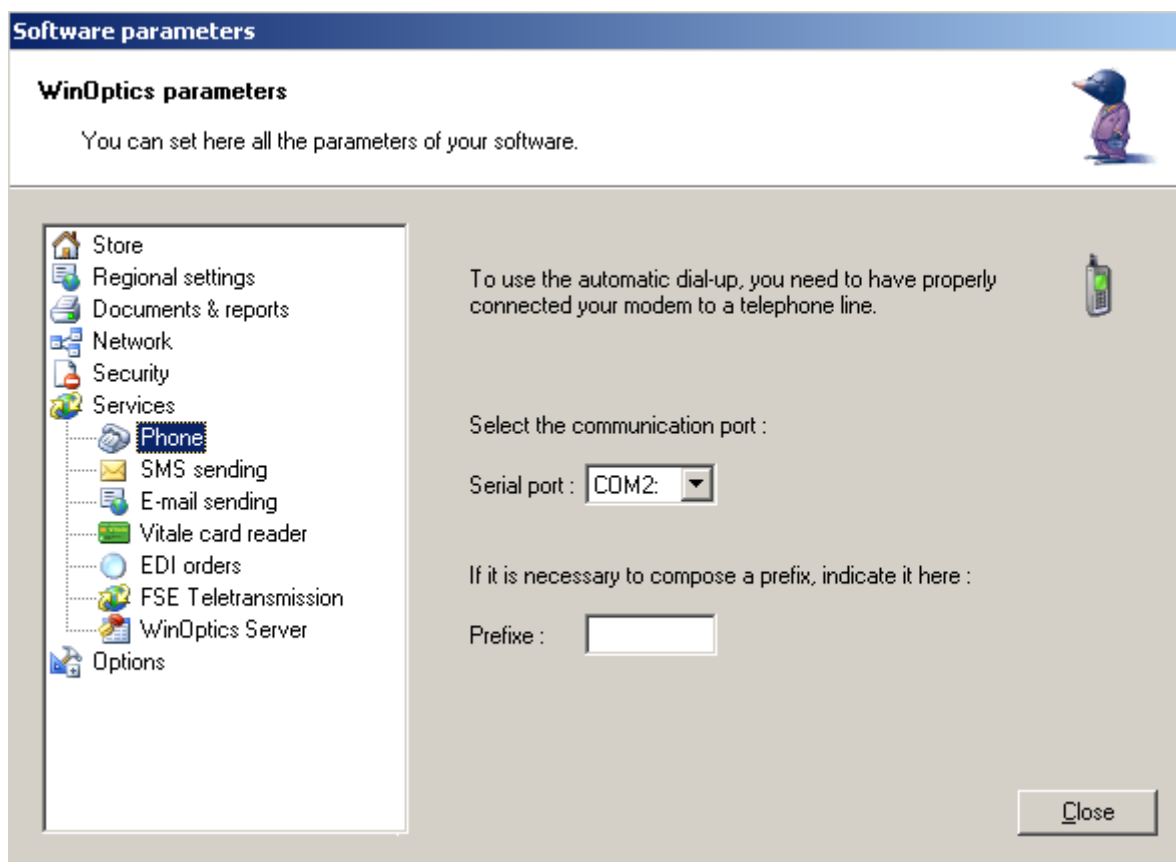 Software parameters
WinOptics parameters
You can set here all the parameters of your software.
Store
Regional settings
Documents & reports
Network
Security
Services
Phone
SMS sending
E-mail sending
Vitale card reader
EDI orders
FSE Teletransmission
WinOptics Server
Options
To use the automatic dial-up, you need to have properly
connected your modem to a telephone line.
Select the communication port :
Serial port : COM2:
If it is necessary to compose a prefix, indicate it here :
Prefixe :
Close